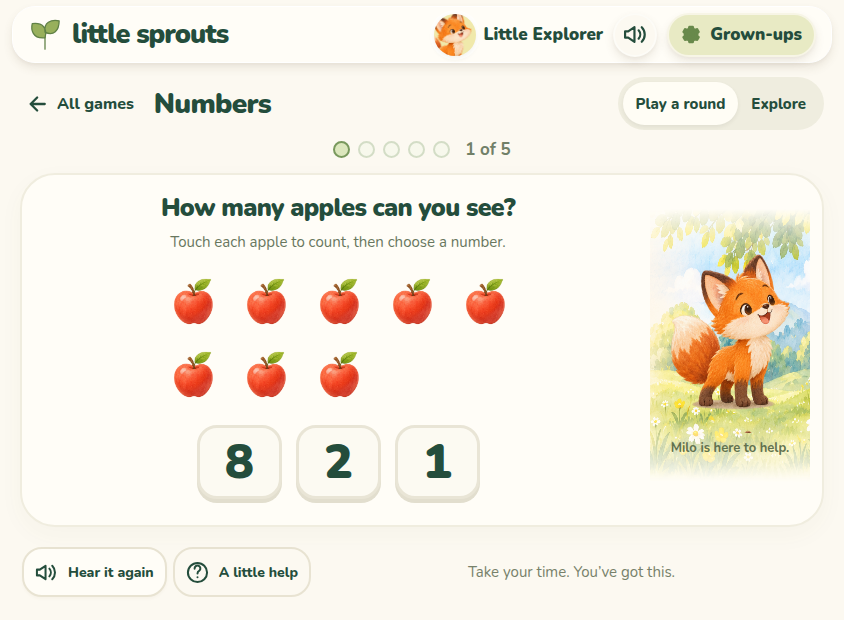 little sprouts
Little Explorer
Grown-ups
All games
Numbers
Play a round
Explore
1 of 5
How many apples can you see?
Touch each apple to count, then choose a number.
8 2 1
Milo is here to help.
Hear it again
A little help
Take your time. You’ve got this.